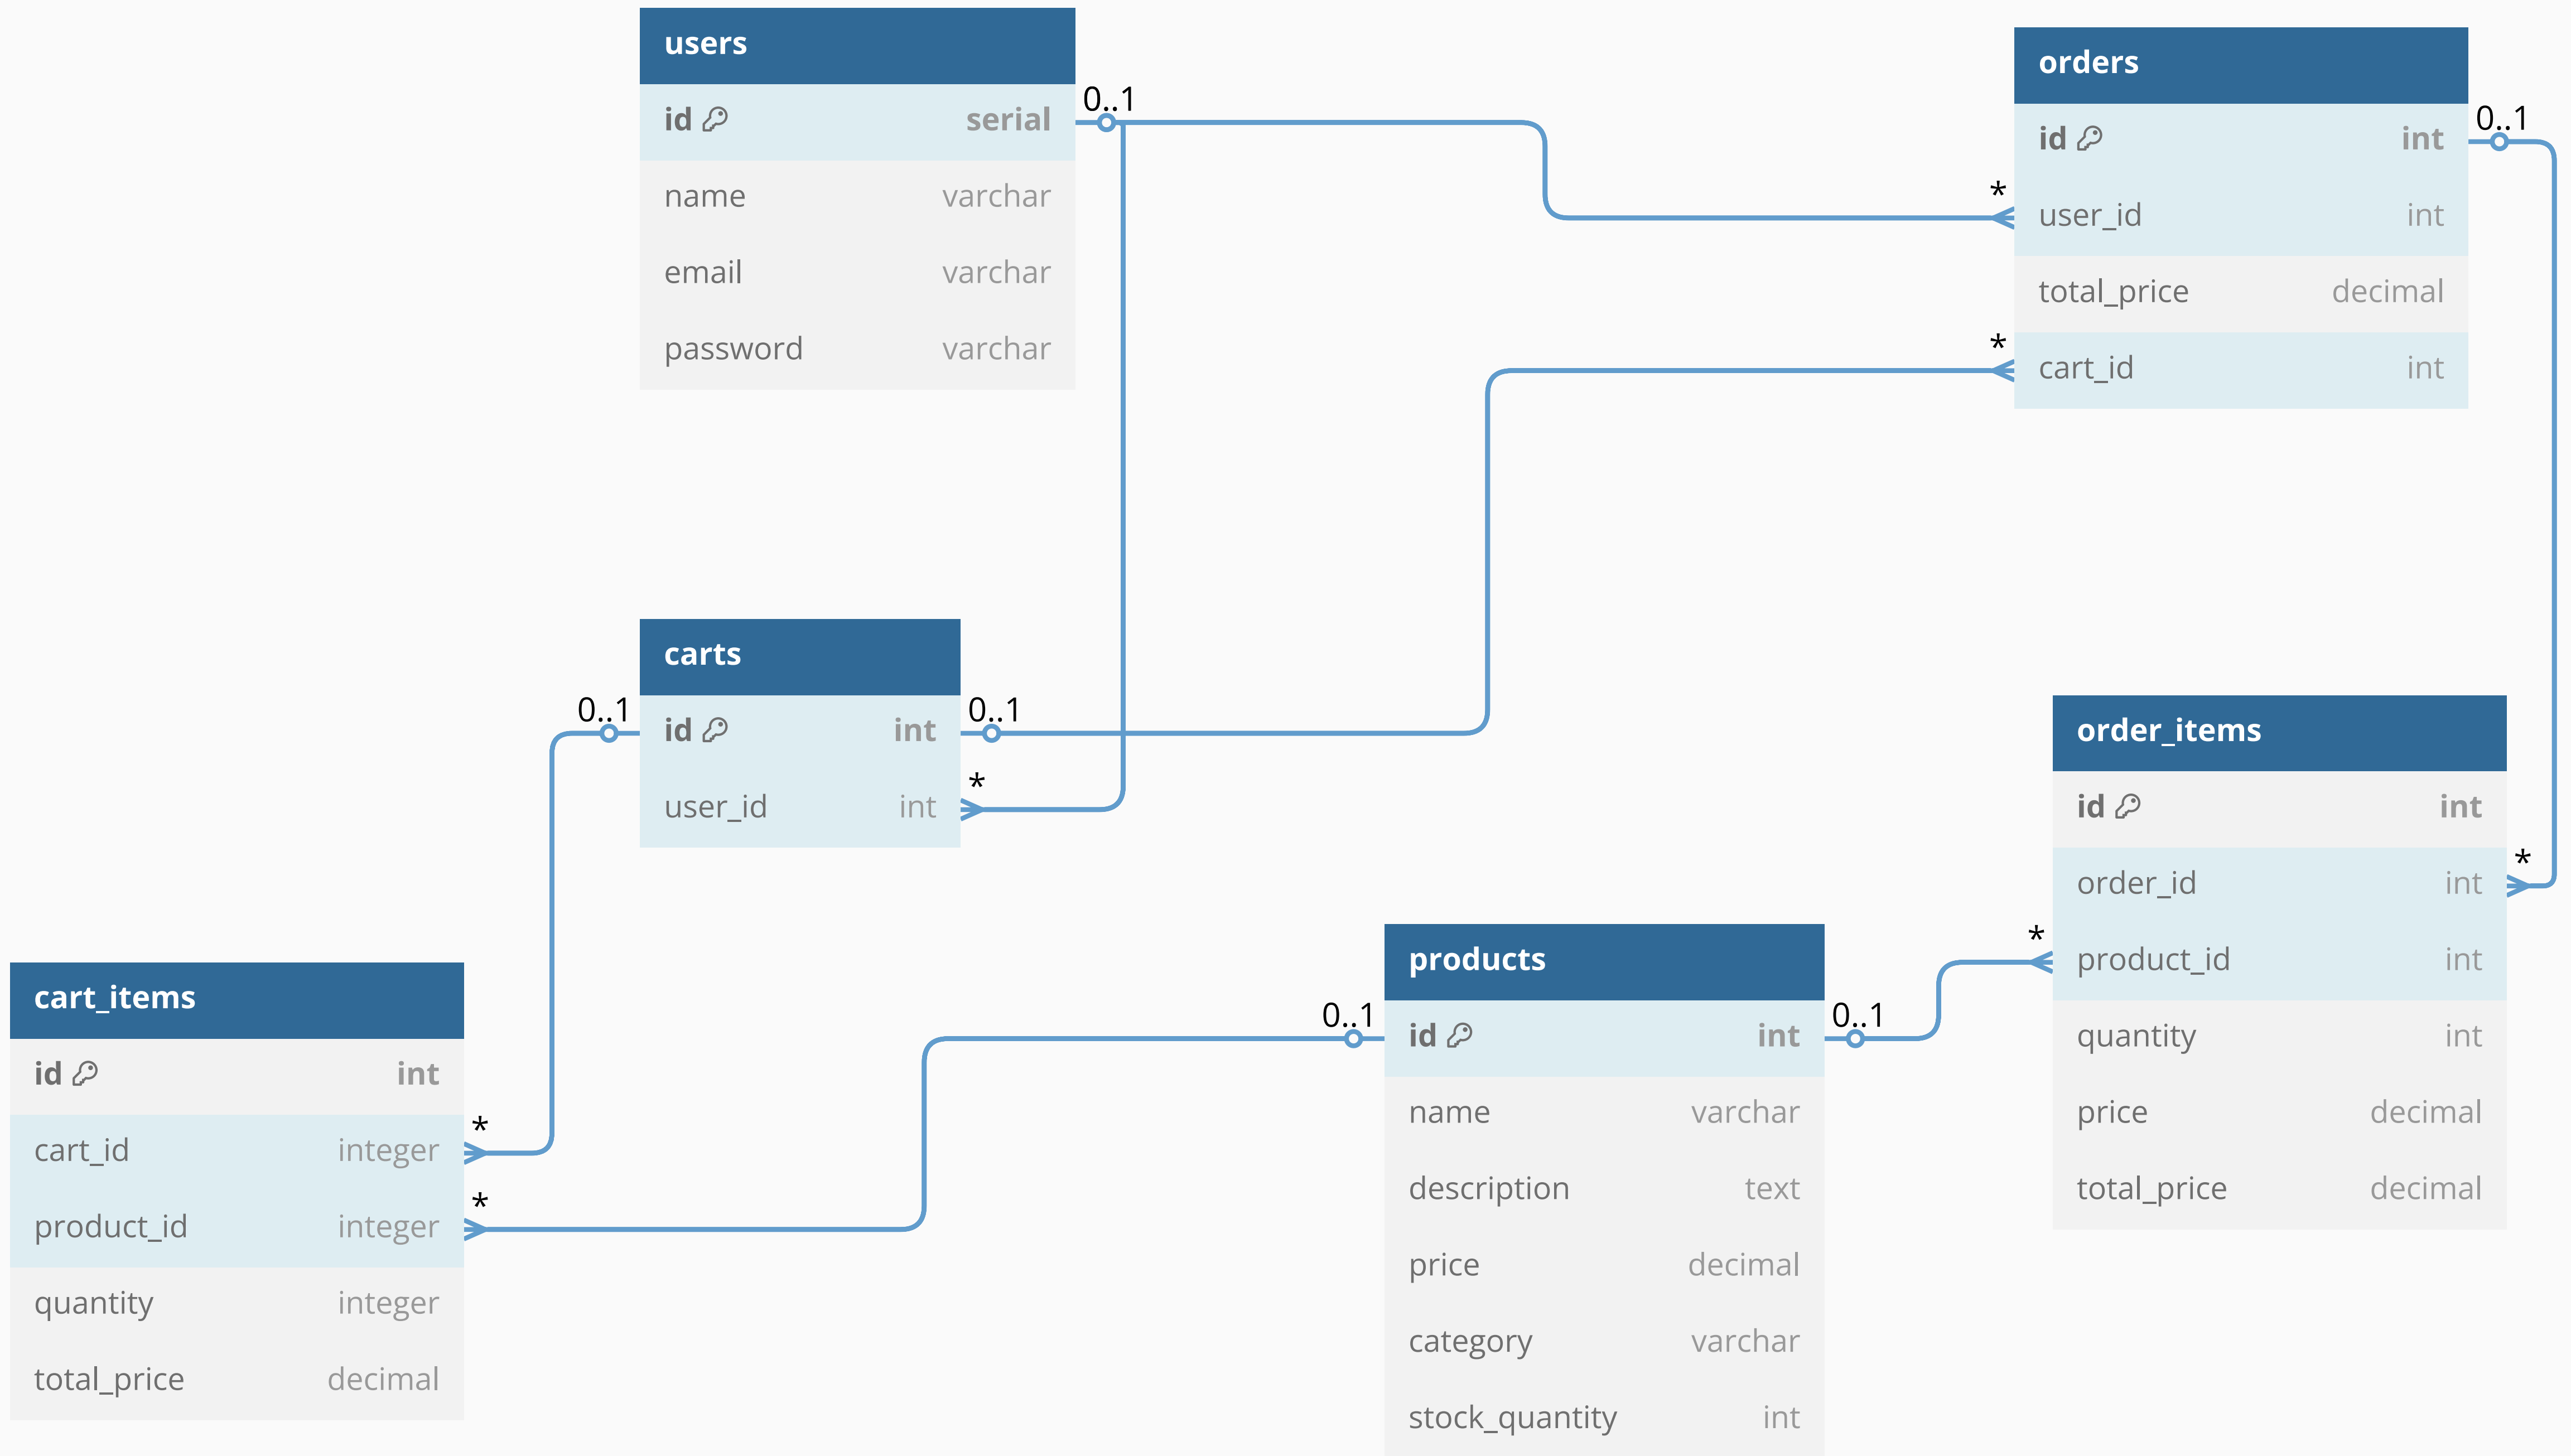 users
id serial
name varchar
email varchar
password varchar
0..1
orders
id int
user_id int
total_price decimal
cart_id int
0..1
*
*
carts
id int
user_id int
0..1
0..1
*
order_items
id int
order_id int
product_id int
quantity int
price decimal
total_price decimal
*
*
cart_items
id int
cart_id integer
product_id integer
quantity integer
total_price decimal
*
*
products
id int
name varchar
description text
price decimal
category varchar
stock_quantity int
0..1
0..1